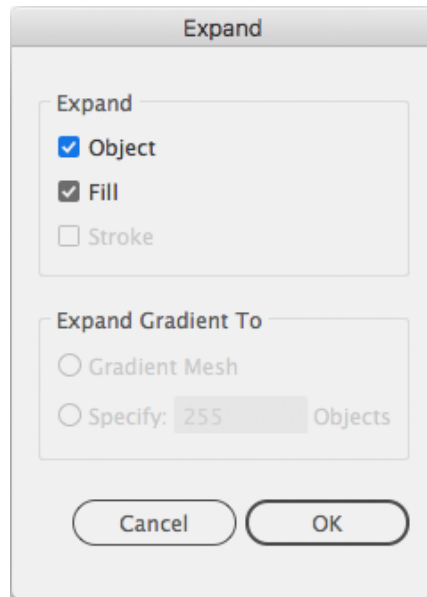 Expand
Expand
Object
Fill
Stroke
Expand Gradient To
Gradient Mesh
Specify: 255 Objects
Cancel OK